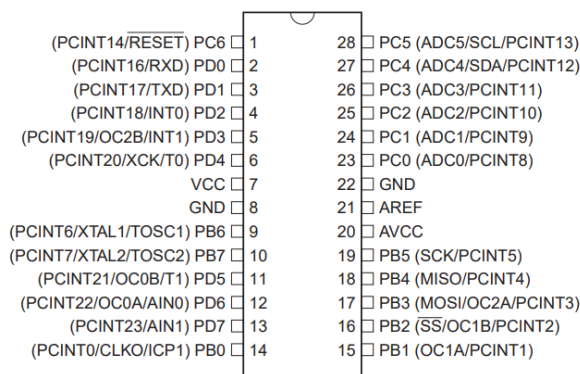 (PCINT14/RESET) PC6 1 28 PC5 (ADC5/SCL/PCINT13)
(PCINT16/RXD) PD0 2 27 PC4 (ADC4/SDA/PCINT12)
(PCINT17/TXD) PD1 3 26 PC3 (ADC3/PCINT11)
(PCINT18/INT0) PD2 4 25 PC2 (ADC2/PCINT10)
(PCINT19/OC2B/INT1) PD3 5 24 PC1 (ADC1/PCINT9)
(PCINT20/XCK/T0) PD4 6 23 PC0 (ADC0/PCINT8)
VCC 7 22 GND
GND 8 21 AREF
(PCINT6/XTAL1/TOSC1) PB6 9 20 AVCC
(PCINT7/XTAL2/TOSC2) PB7 10 19 PB5 (SCK/PCINT5)
(PCINT21/OC0B/T1) PD5 11 18 PB4 (MISO/PCINT4)
(PCINT22/OC0A/AIN0) PD6 12 17 PB3 (MOSI/OC2A/PCINT3)
(PCINT23/AIN1) PD7 13 16 PB2 (SS/OC1B/PCINT2)
(PCINT0/CLKO/ICP1) PB0 14 15 PB1 (OC1A/PCINT1)